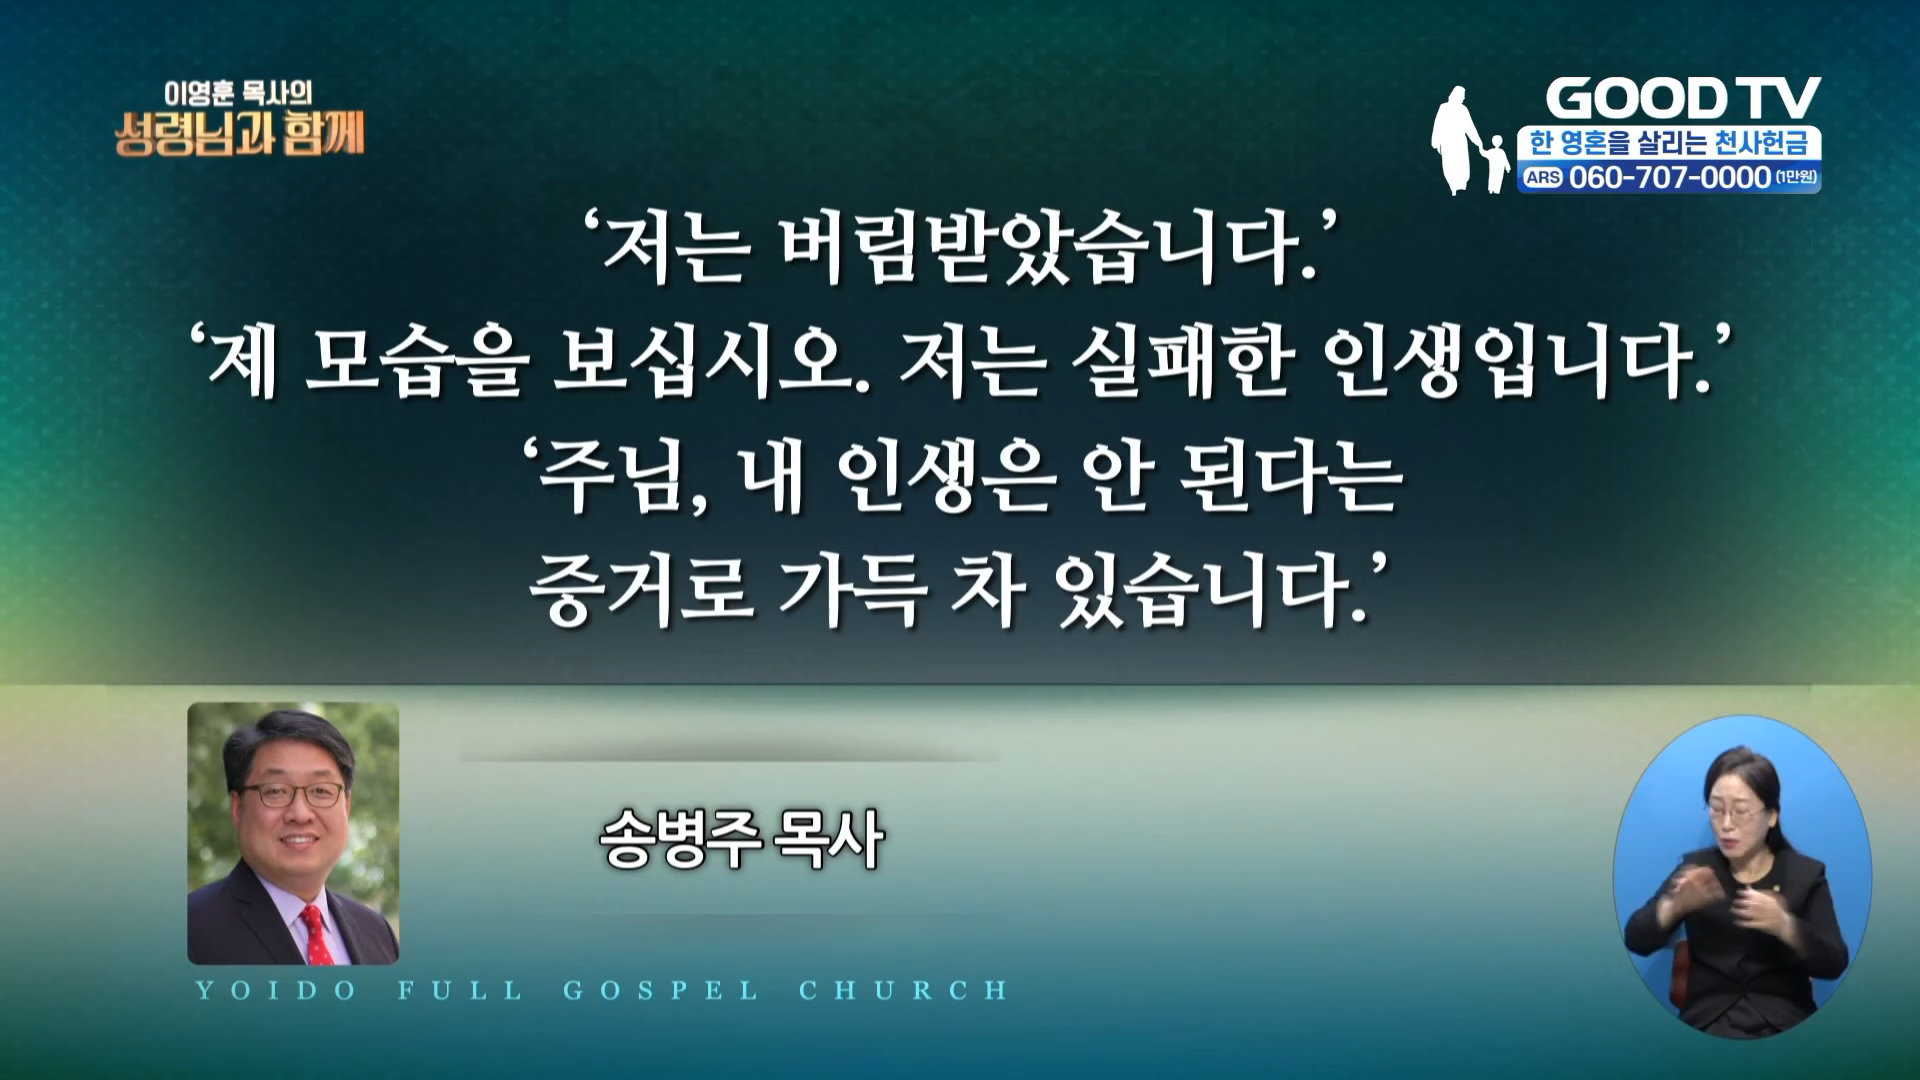 이영훈 목사의
성령님과 함께
GOOD TV
한 영혼을 살리는 천사헌금
ARS 060-707-0000 (1만원)
‘저는 버림받았습니다.’
‘제 모습을 보십시오. 저는 실패한 인생입니다.’
‘주님, 내 인생은 안 된다는
증거로 가득 차 있습니다.’
송병주 목사
YOIDO FULL GOSPEL CHURCH